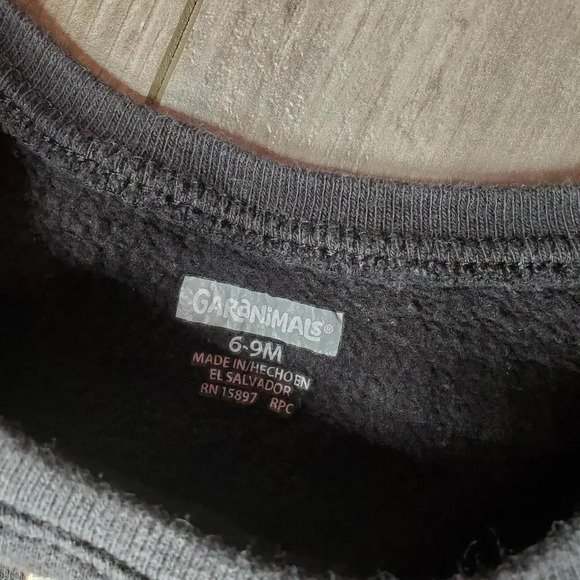 GARANIMALS®
6-9M
MADE IN/HECHO EN
EL SALVADOR
RN 15897 RPC